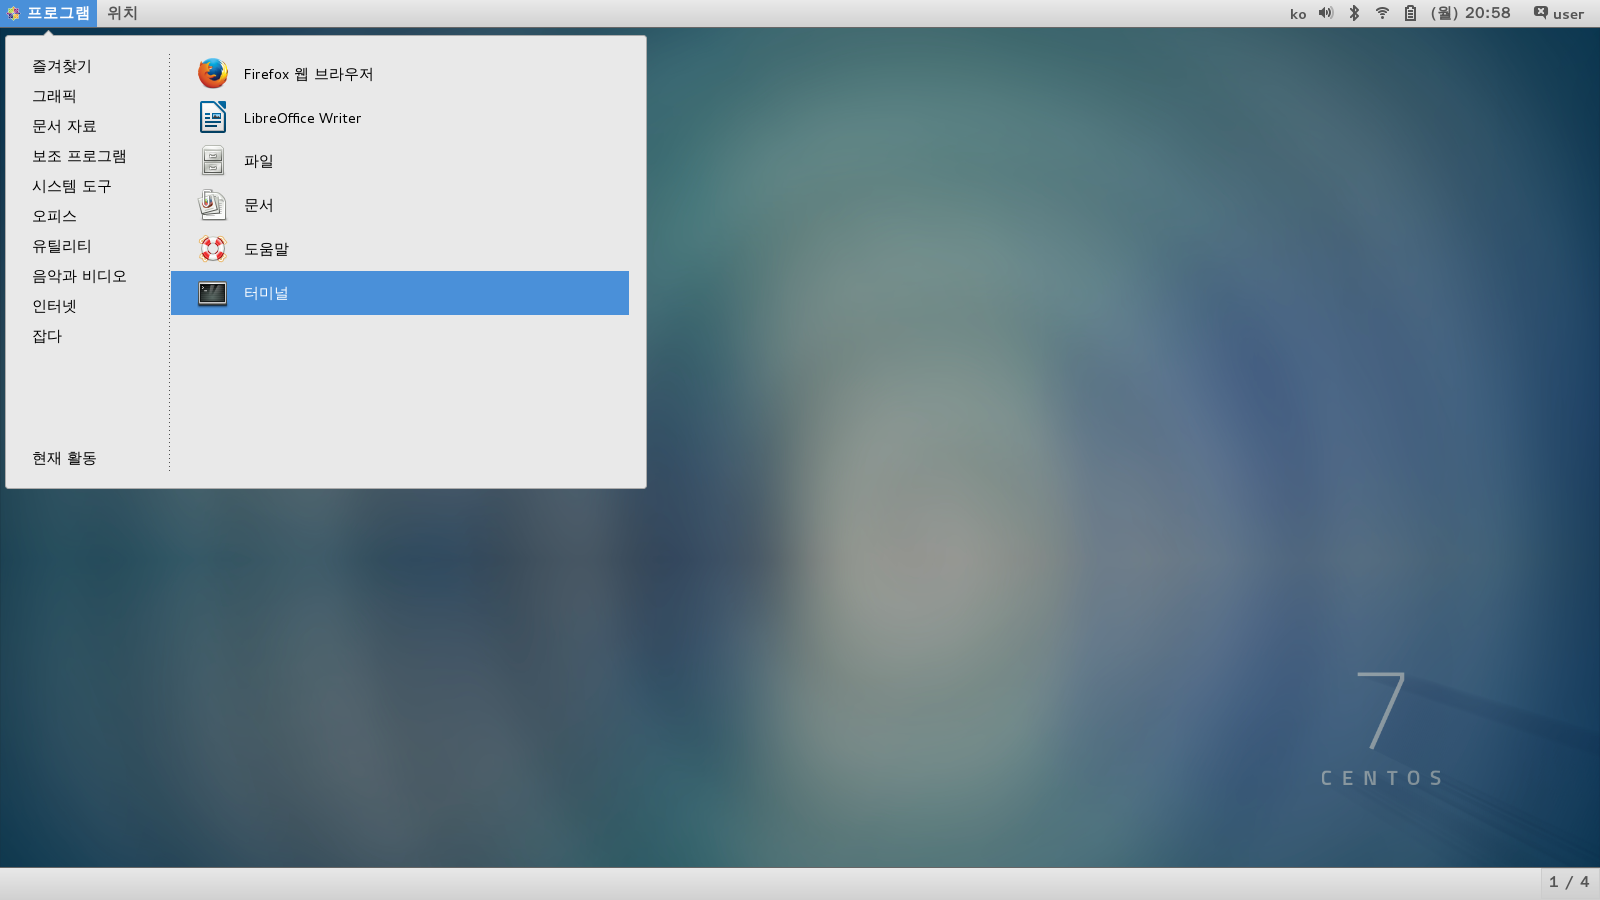 프로그램 위치 ko (월) 20:58 user
즐겨찾기
그래픽
문서 자료
보조 프로그램
시스템 도구
오피스
유틸리티
음악과 비디오
인터넷
잡다
현재 활동
Firefox 웹 브라우저
LibreOffice Writer
파일
문서
도움말
터미널
7
CENTOS
1 / 4